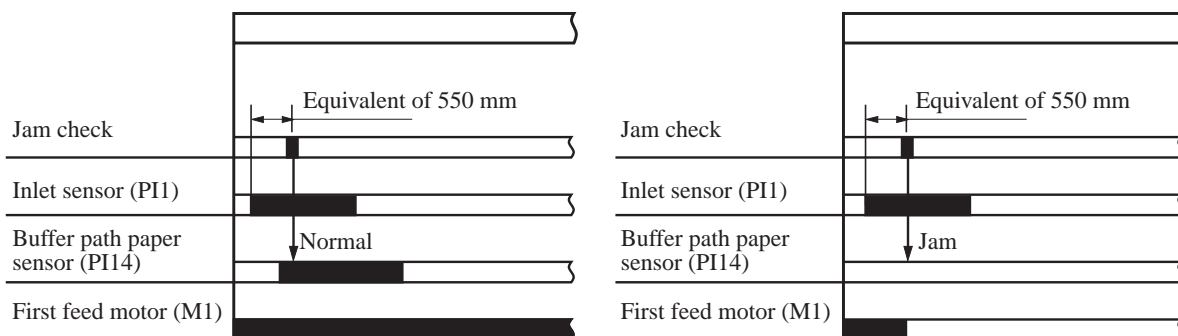 Equivalent of 550 mm
Jam check
Inlet sensor (PI1)
Normal
Buffer path paper
sensor (PI14)
First feed motor (M1)
Equivalent of 550 mm
Jam check
Inlet sensor (PI1)
Jam
Buffer path paper
sensor (PI14)
First feed motor (M1)